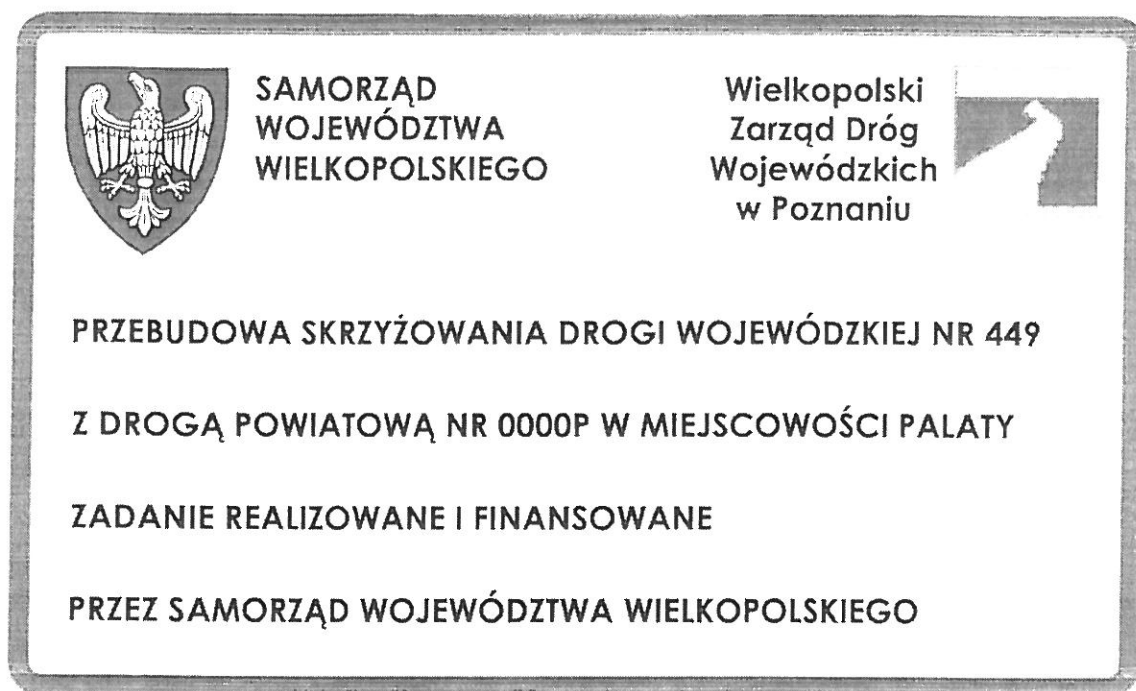 SAMORZĄD
WOJEWÓDZTWA
WIELKOPOLSKIEGO
Wielkopolski
Zarząd Dróg
Wojewódzkich
w Poznaniu
PRZEBUDOWA SKRZYŻOWANIA DROGI WOJEWÓDZKIEJ NR 449
Z DROGĄ POWIATOWĄ NR 0000P W MIEJSCOWOŚCI PALATY
ZADANIE REALIZOWANE I FINANSOWANE
PRZEZ SAMORZĄD WOJEWÓDZTWA WIELKOPOLSKIEGO